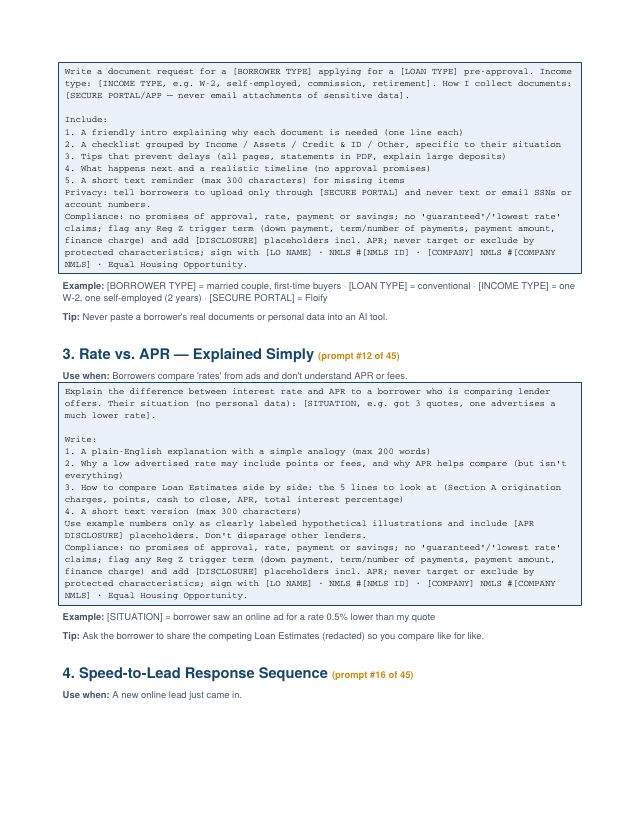 Write a document request for a [BORROWER TYPE] applying for a [LOAN TYPE] pre-approval. Income
type: [INCOME TYPE, e.g. W-2, self-employed, commission, retirement]. How I collect documents:
[SECURE PORTAL/APP — never email attachments of sensitive data].
Include:
1. A friendly intro explaining why each document is needed (one line each)
2. A checklist grouped by Income / Assets / Credit & ID / Other, specific to their situation
3. Tips that prevent delays (all pages, statements in PDF, explain large deposits)
4. What happens next and a realistic timeline (no approval promises)
5. A short text reminder (max 300 characters) for missing items
Privacy: tell borrowers to upload only through [SECURE PORTAL] and never text or email SSNs or
account numbers.
Compliance: no promises of approval, rate, payment or savings; no 'guaranteed'/'lowest rate'
claims; flag any Reg Z trigger term (down payment, term/number of payments, payment amount,
finance charge) and add [DISCLOSURE] placeholders incl. APR; never target or exclude by
protected characteristics; sign with [LO NAME] · NMLS #[NMLS ID] · [COMPANY] NMLS #[COMPANY
NMLS] · Equal Housing Opportunity.
Example: [BORROWER TYPE] = married couple, first-time buyers · [LOAN TYPE] = conventional · [INCOME TYPE] = one
W-2, one self-employed (2 years) · [SECURE PORTAL] = Floify
Tip: Never paste a borrower's real documents or personal data into an AI tool.
3. Rate vs. APR — Explained Simply (prompt #12 of 45)
Use when: Borrowers compare 'rates' from ads and don't understand APR or fees.
Explain the difference between interest rate and APR to a borrower who is comparing lender
offers. Their situation (no personal data): [SITUATION, e.g. got 3 quotes, one advertises a
much lower rate].
Write:
1. A plain-English explanation with a simple analogy (max 200 words)
2. Why a low advertised rate may include points or fees, and why APR helps compare (but isn't
everything)
3. How to compare Loan Estimates side by side: the 5 lines to look at (Section A origination
charges, points, cash to close, APR, total interest percentage)
4. A short text version (max 300 characters)
Use example numbers only as clearly labeled hypothetical illustrations and include [APR
DISCLOSURE] placeholders. Don't disparage other lenders.
Compliance: no promises of approval, rate, payment or savings; no 'guaranteed'/'lowest rate'
claims; flag any Reg Z trigger term (down payment, term/number of payments, payment amount,
finance charge) and add [DISCLOSURE] placeholders incl. APR; never target or exclude by
protected characteristics; sign with [LO NAME] · NMLS #[NMLS ID] · [COMPANY] NMLS #[COMPANY
NMLS] · Equal Housing Opportunity.
Example: [SITUATION] = borrower saw an online ad for a rate 0.5% lower than my quote
Tip: Ask the borrower to share the competing Loan Estimates (redacted) so you compare like for like.
4. Speed-to-Lead Response Sequence (prompt #16 of 45)
Use when: A new online lead just came in.